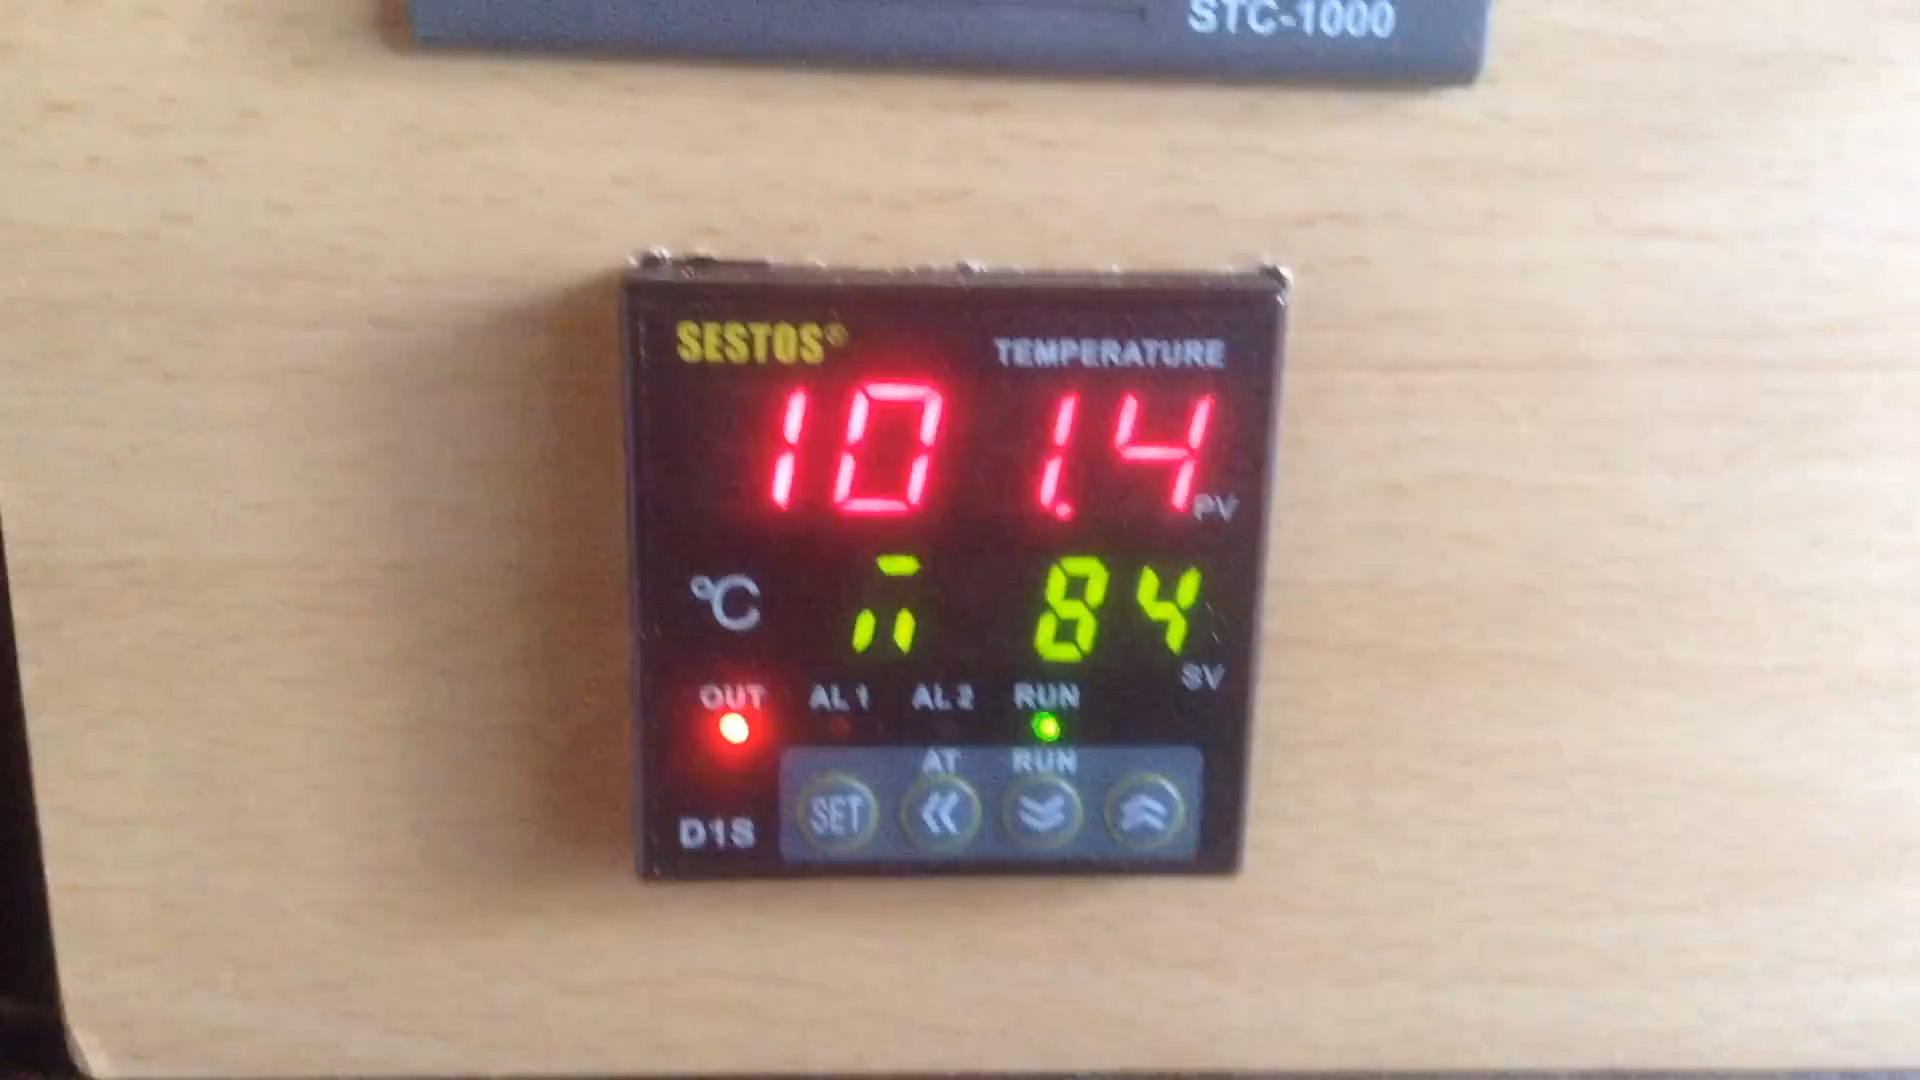 STC-1000
SESTOS®
TEMPERATURE
101.4
PV
°C
84
SV
OUT AL1 AL2 RUN
AT RUN
SET
D1S